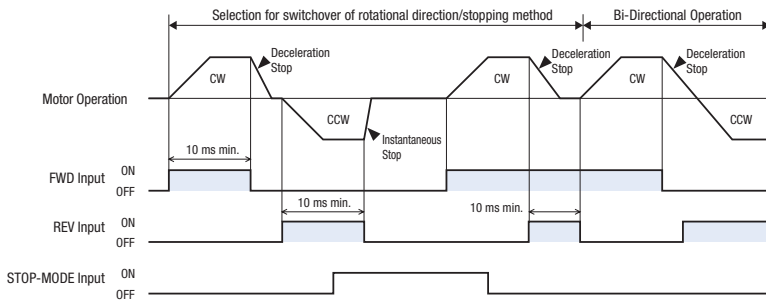 Selection for switchover of rotational direction/stopping method
Bi-Directional Operation
Deceleration
Stop
Deceleration
Stop
Deceleration
Stop
CW
CW
CW
Motor Operation
CCW
CCW
Instantaneous
Stop
10 ms min.
FWD Input
ON
OFF
10 ms min.
10 ms min.
REV Input
ON
OFF
STOP-MODE Input
ON
OFF